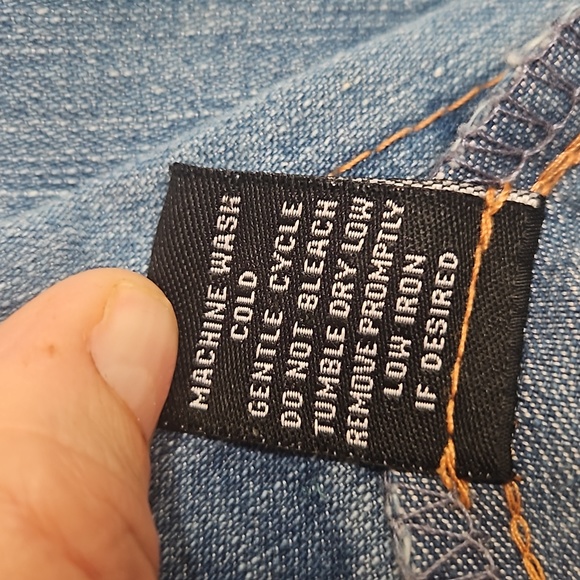 MACHINE WASH
COLD
GENTLE CYCLE
DO NOT BLEACH
TUMBLE DRY LOW
REMOVE PROMPTLY
LOW IRON
IF DESIRED